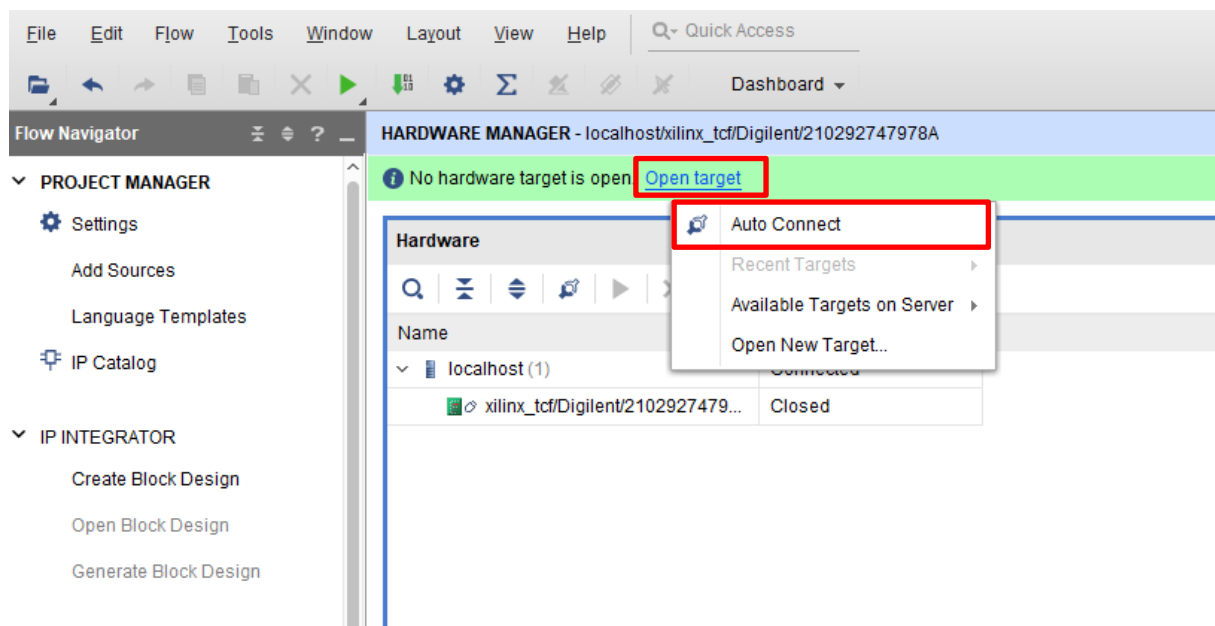 File Edit Flow Tools Window Layout View Help Quick Access
Dashboard
Flow Navigator ? _
HARDWARE MANAGER - localhost/xilinx_tcf/Digilent/210292747978A
PROJECT MANAGER
No hardware target is open. Open target
Settings
Auto Connect
Hardware
Add Sources
Recent Targets
Language Templates
Available Targets on Server
Name
Open New Target...
IP Catalog
localhost (1) Connected
xilinx_tcf/Digilent/2102927479... Closed
IP INTEGRATOR
Create Block Design
Open Block Design
Generate Block Design